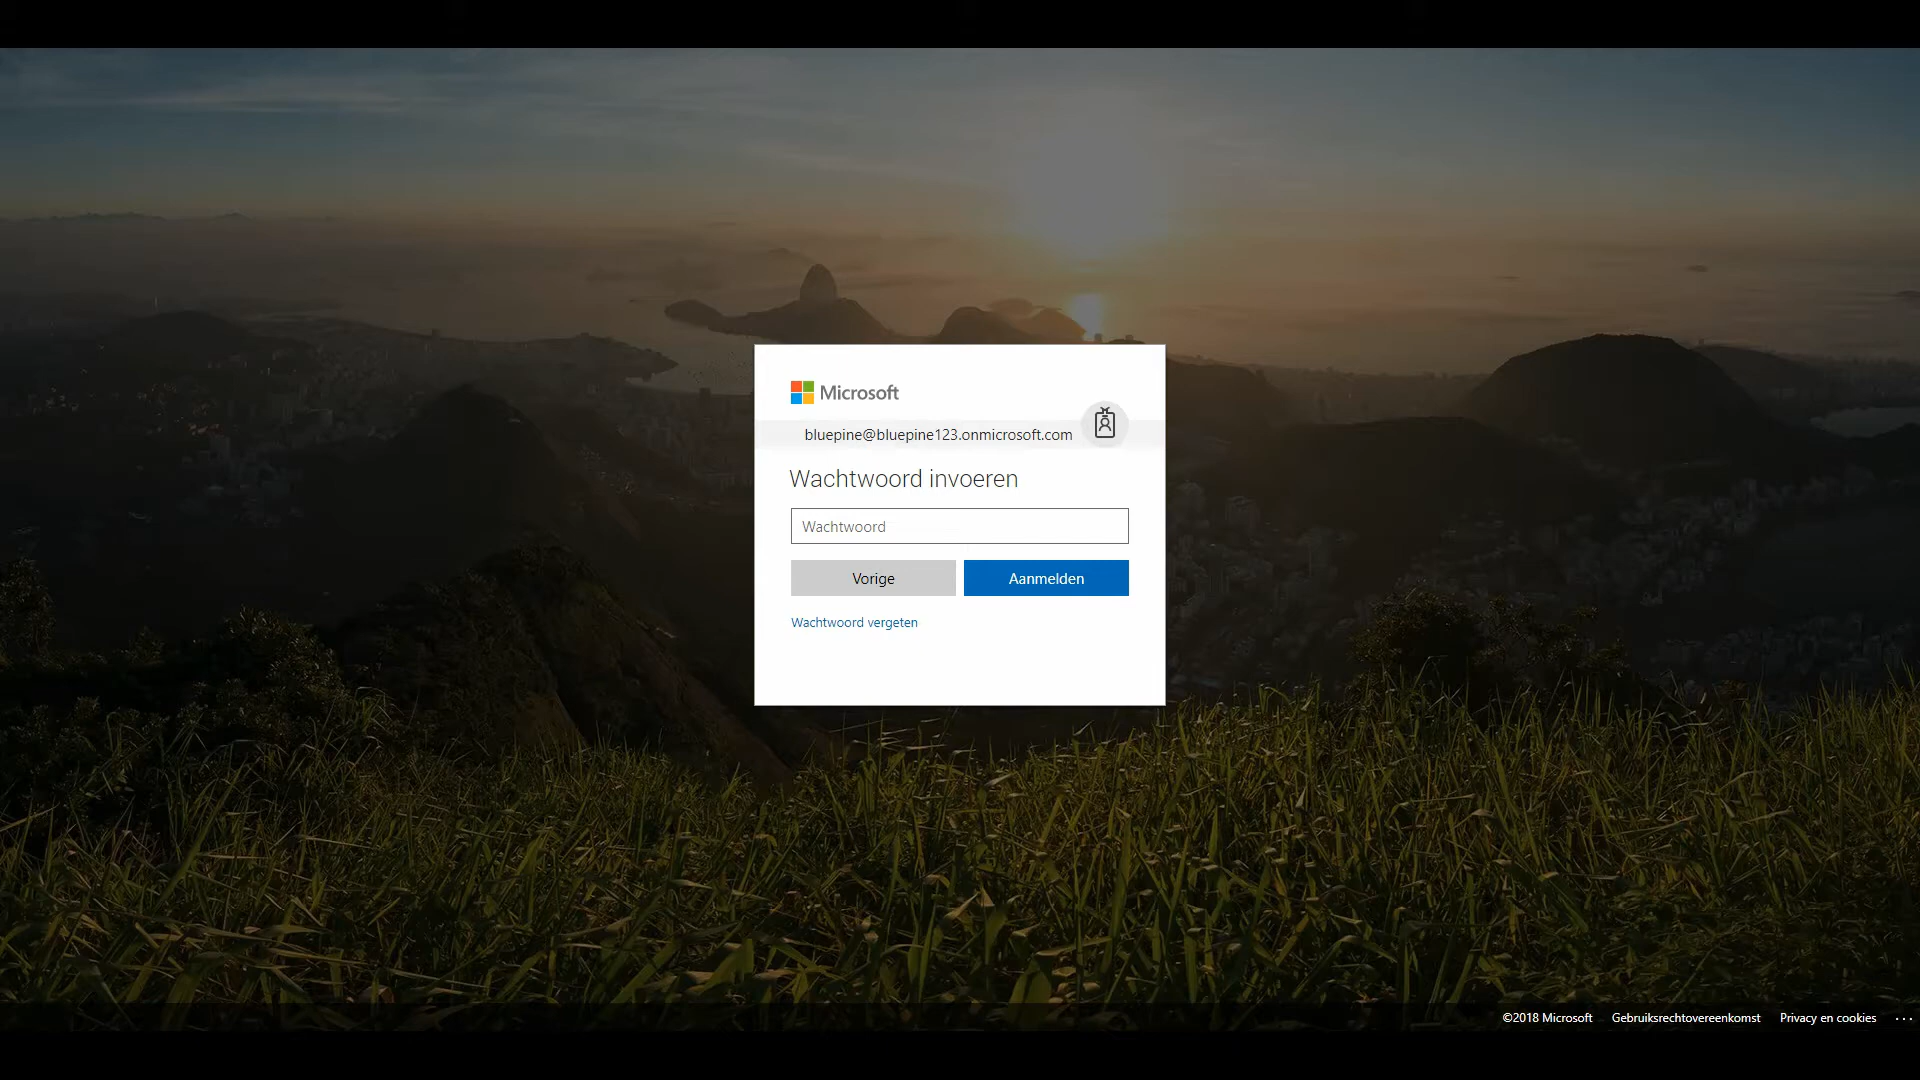 Microsoft
bluepine@bluepine123.onmicrosoft.com
Wachtwoord invoeren
Wachtwoord
Vorige
Aanmelden
Wachtwoord vergeten
©2018 Microsoft Gebruiksrechtovereenkomst Privacy en cookies ...